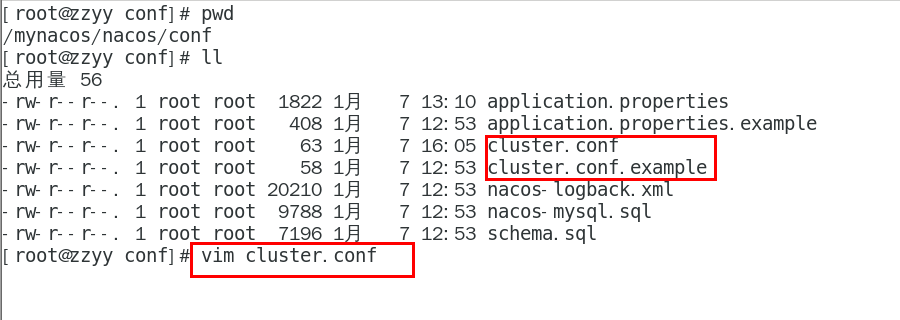 [root@zzyy conf]# pwd
/mynacos/nacos/conf
[root@zzyy conf]# ll
总用量 56
-rw-r--r--. 1 root root  1822 1月   7 13:10 application.properties
-rw-r--r--. 1 root root   408 1月   7 12:53 application.properties.example
-rw-r--r--. 1 root root    63 1月   7 16:05 cluster.conf
-rw-r--r--. 1 root root    58 1月   7 12:53 cluster.conf.example
-rw-r--r--. 1 root root 20210 1月   7 12:53 nacos-logback.xml
-rw-r--r--. 1 root root  9788 1月   7 12:53 nacos-mysql.sql
-rw-r--r--. 1 root root  7196 1月   7 12:53 schema.sql
[root@zzyy conf]# vim cluster.conf